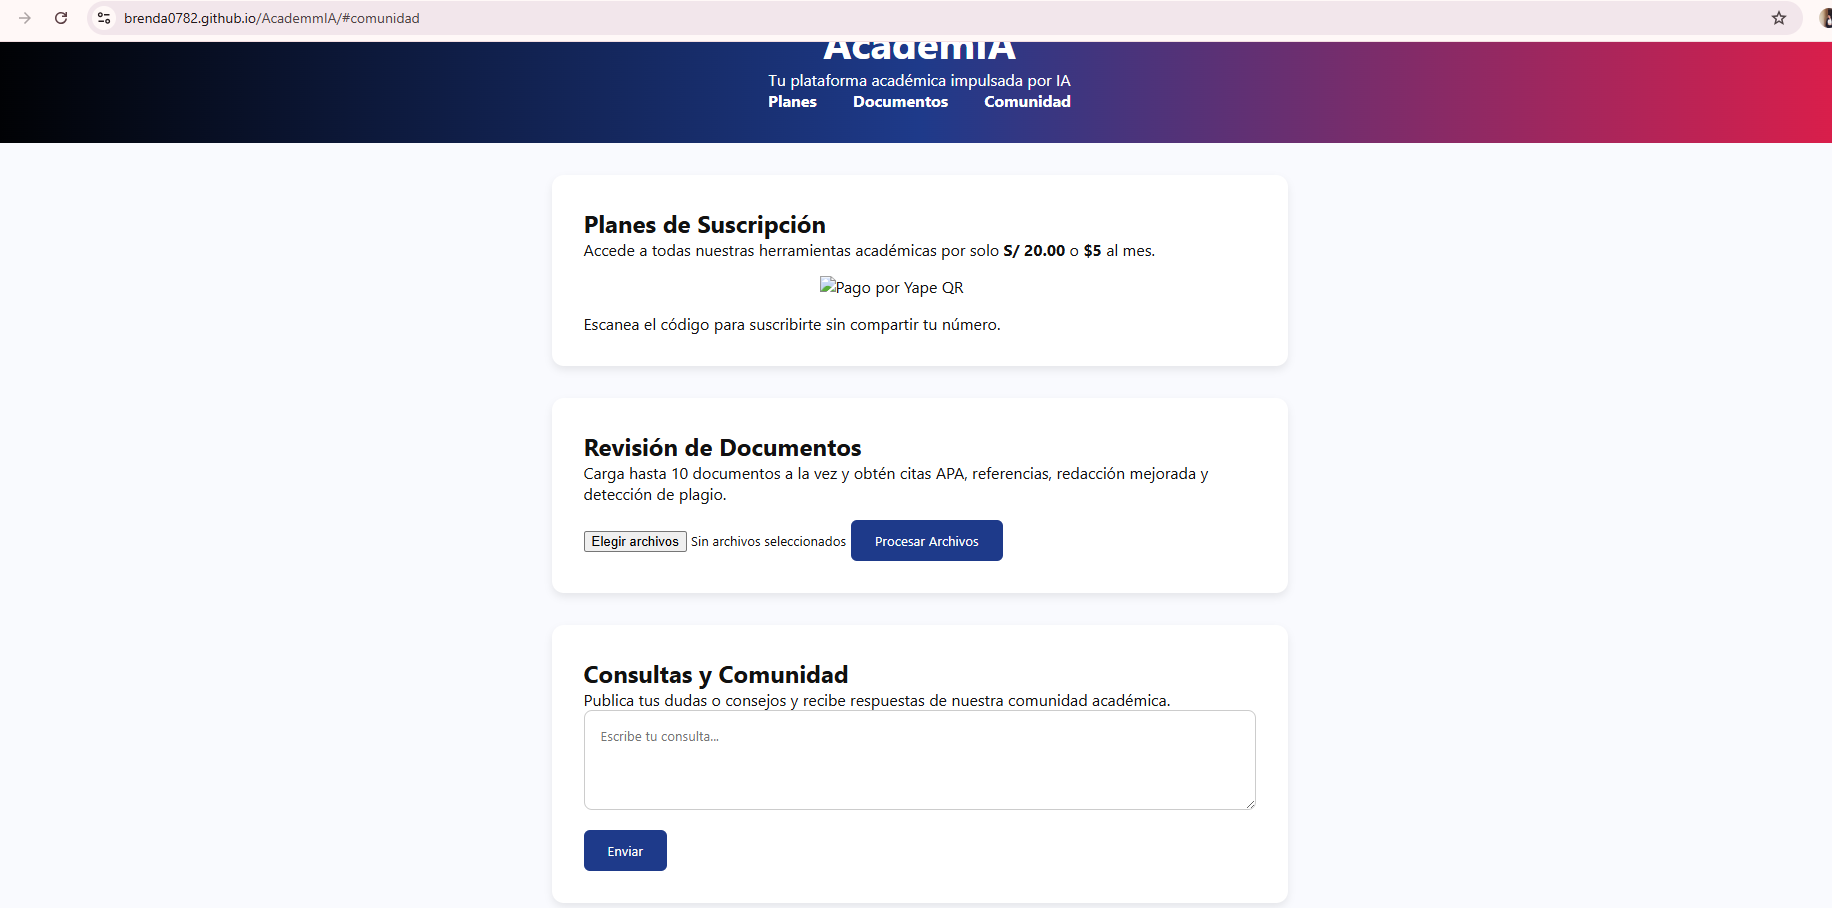 brenda0782.github.io/AcademmIA/#comunidad
AcademIA
Tu plataforma académica impulsada por IA
Planes Documentos Comunidad
Planes de Suscripción
Accede a todas nuestras herramientas académicas por solo S/ 20.00 o $5 al mes.
Pago por Yape QR
Escanea el código para suscribirte sin compartir tu número.
Revisión de Documentos
Carga hasta 10 documentos a la vez y obtén citas APA, referencias, redacción mejorada y
detección de plagio.
Elegir archivos Sin archivos seleccionados Procesar Archivos
Consultas y Comunidad
Publica tus dudas o consejos y recibe respuestas de nuestra comunidad académica.
Escribe tu consulta...
Enviar